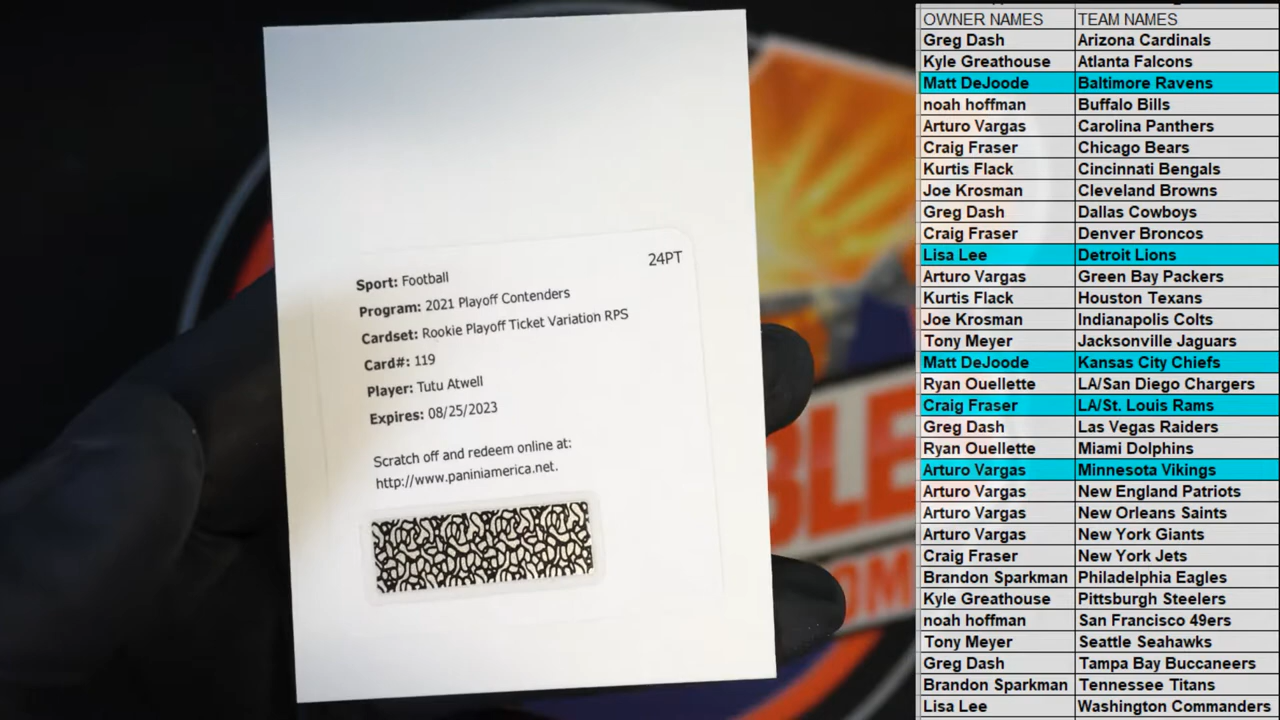 Sport: Football
24PT
Program: 2021 Playoff Contenders
Cardset: Rookie Playoff Ticket Variation RPS
Card#: 119
Player: Tutu Atwell
Expires: 08/25/2023
Scratch off and redeem online at:
http://www.paniniamerica.net.
BLE
OM
OWNER NAMES TEAM NAMES
Greg Dash Arizona Cardinals
Kyle Greathouse Atlanta Falcons
Matt DeJoode Baltimore Ravens
noah hoffman Buffalo Bills
Arturo Vargas Carolina Panthers
Craig Fraser Chicago Bears
Kurtis Flack Cincinnati Bengals
Joe Krosman Cleveland Browns
Greg Dash Dallas Cowboys
Craig Fraser Denver Broncos
Lisa Lee Detroit Lions
Arturo Vargas Green Bay Packers
Kurtis Flack Houston Texans
Joe Krosman Indianapolis Colts
Tony Meyer Jacksonville Jaguars
Matt DeJoode Kansas City Chiefs
Ryan Ouellette LA/San Diego Chargers
Craig Fraser LA/St. Louis Rams
Greg Dash Las Vegas Raiders
Ryan Ouellette Miami Dolphins
Arturo Vargas Minnesota Vikings
Arturo Vargas New England Patriots
Arturo Vargas New Orleans Saints
Arturo Vargas New York Giants
Craig Fraser New York Jets
Brandon Sparkman Philadelphia Eagles
Kyle Greathouse Pittsburgh Steelers
noah hoffman San Francisco 49ers
Tony Meyer Seattle Seahawks
Greg Dash Tampa Bay Buccaneers
Brandon Sparkman Tennessee Titans
Lisa Lee Washington Commanders